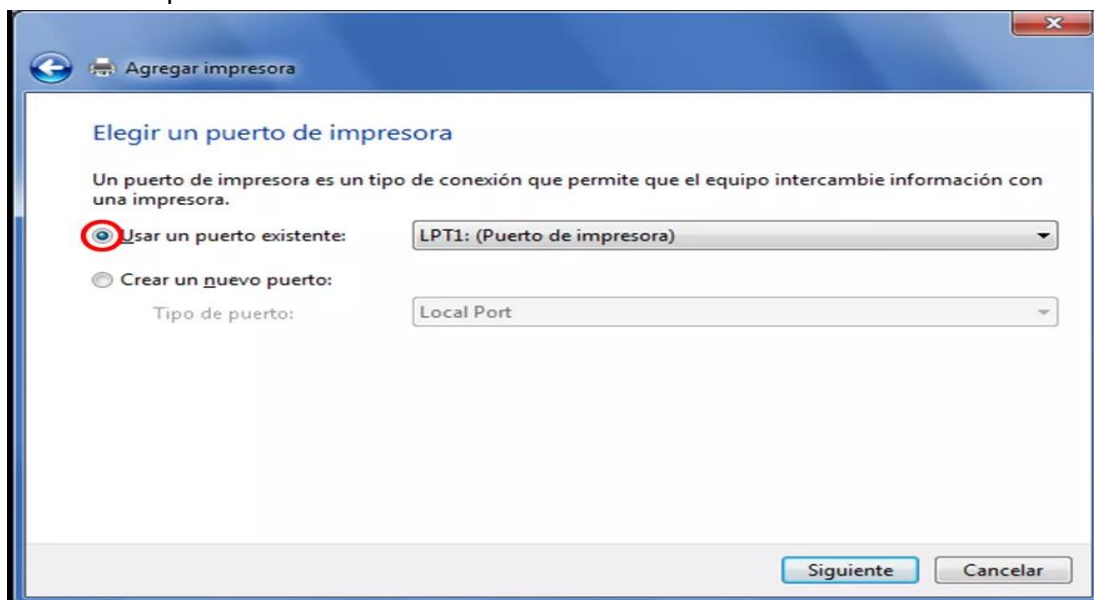 Agregar impresora
Elegir un puerto de impresora
Un puerto de impresora es un tipo de conexión que permite que el equipo intercambie información con
una impresora.
Usar un puerto existente: LPT1: (Puerto de impresora)
Crear un nuevo puerto:
Tipo de puerto: Local Port
Siguiente Cancelar